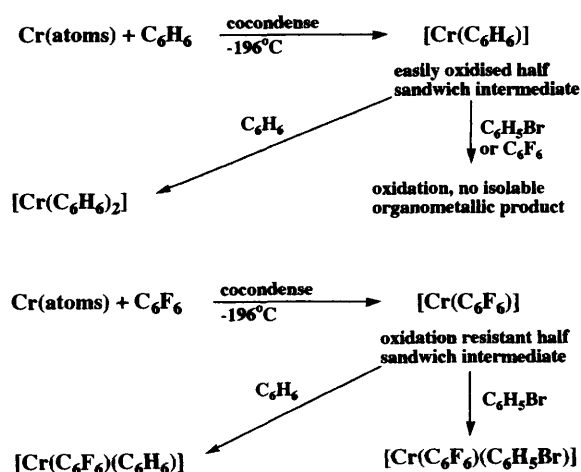 Cr(atoms) + C₆H₆ cocondense -196°C [Cr(C₆H₆)]
easily oxidised half
sandwich intermediate
C₆H₆
C₆H₅Br
or C₆F₆
[Cr(C₆H₆)₂]
oxidation, no isolable
organometallic product
Cr(atoms) + C₆F₆ cocondense -196°C [Cr(C₆F₆)]
oxidation resistant half
sandwich intermediate
C₆H₆
C₆H₅Br
[Cr(C₆F₆)(C₆H₆)] [Cr(C₆F₆)(C₆H₅Br)]